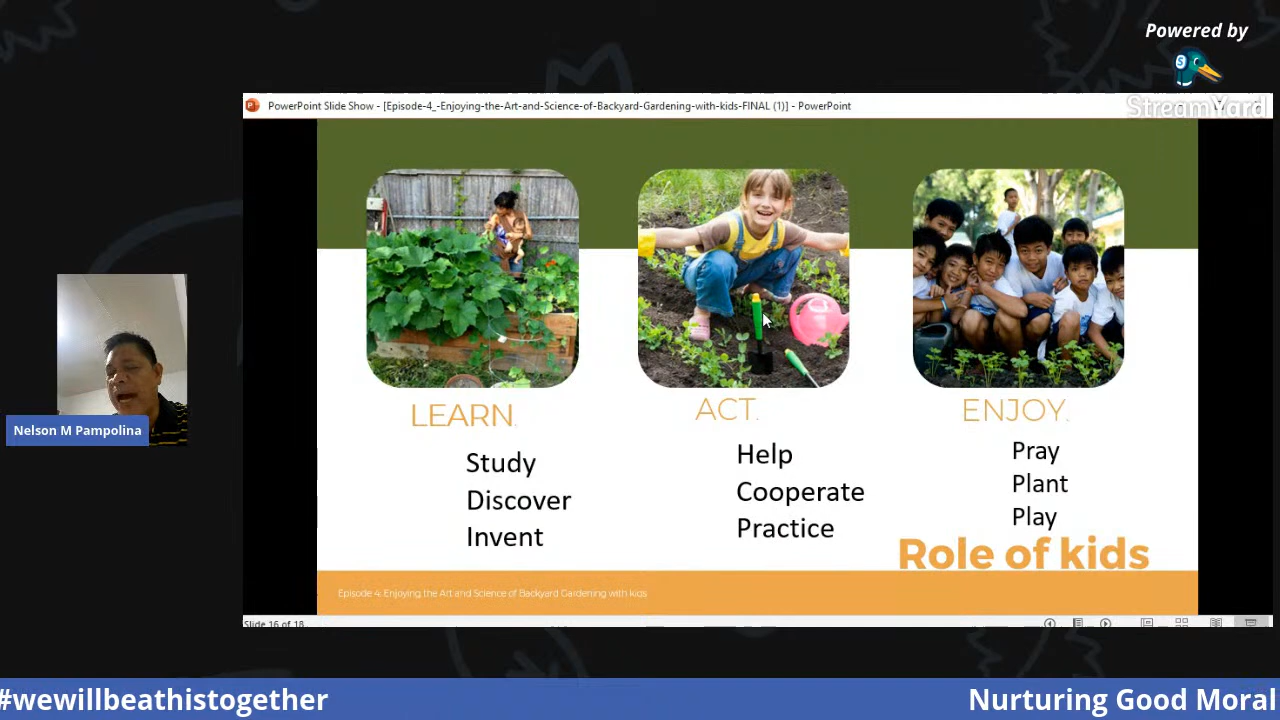 Powered by
StreamYard
PowerPoint Slide Show - [Episode-4_-Enjoying-the-Art-and-Science-of-Backyard-Gardening-with-kids-FINAL (1)] - PowerPoint
LEARN.
Study
Discover
Invent
ACT.
Help
Cooperate
Practice
ENJOY.
Pray
Plant
Play
Role of kids
Episode 4: Enjoying the Art and Science of Backyard Gardening with kids
Slide 16 of 18
Nelson M Pampolina
#wewillbeathistogether
Nurturing Good Moral